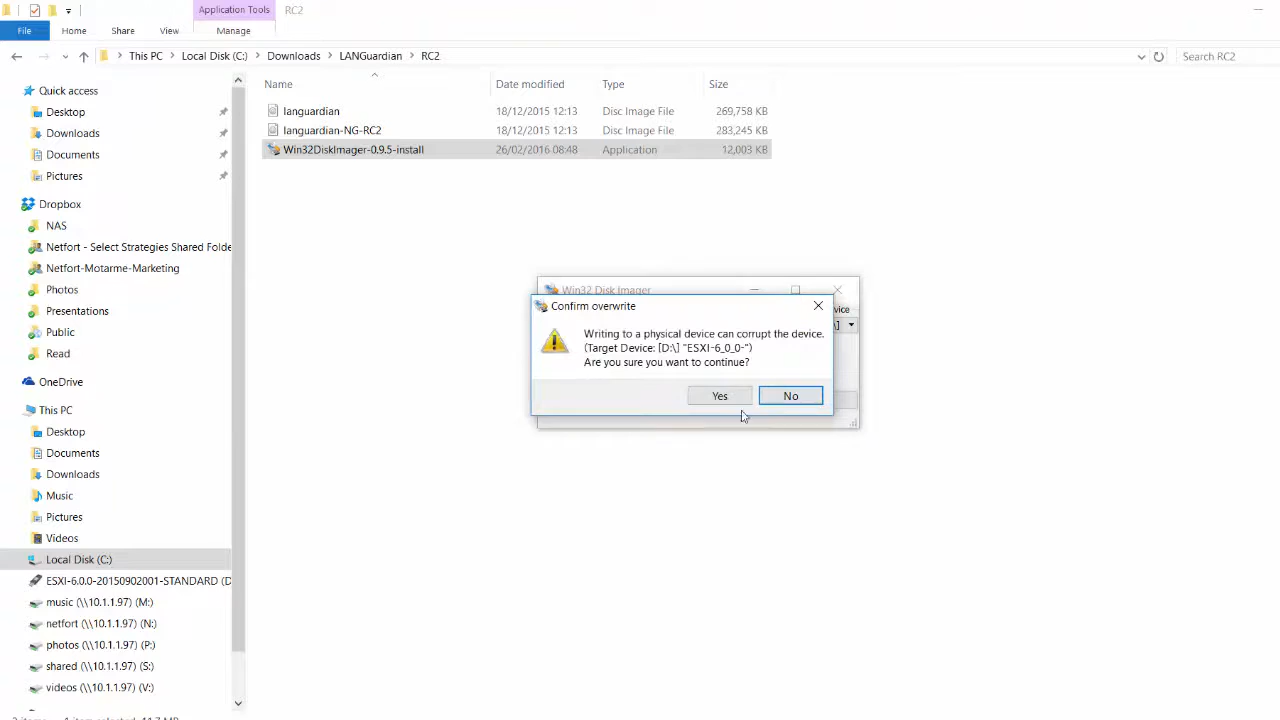 Application Tools
RC2
File
Home
Share
View
Manage
This PC
Local Disk (C:)
Downloads
LANGuardian
RC2
Search RC2
Name
Date modified
Type
Size
languardian
18/12/2015 12:13
Disc Image File
269,758 KB
languardian-NG-RC2
18/12/2015 12:13
Disc Image File
283,245 KB
Win32DiskImager-0.9.5-install
26/02/2016 08:48
Application
12,003 KB
Quick access
Desktop
Downloads
Documents
Pictures
Dropbox
NAS
Netfort - Select Strategies Shared Folde
Netfort-Motarme-Marketing
Photos
Presentations
Public
Read
OneDrive
This PC
Desktop
Documents
Downloads
Music
Pictures
Videos
Local Disk (C:)
ESXI-6.0.0-20150902001-STANDARD (D
music (\\10.1.1.97) (M:)
netfort (\\10.1.1.97) (N:)
photos (\\10.1.1.97) (P:)
shared (\\10.1.1.97) (S:)
videos (\\10.1.1.97) (V:)
Win32 Disk Imager
vice
Confirm overwrite
Writing to a physical device can corrupt the device.
(Target Device: [D:\] "ESXI-6_0_0-")
Are you sure you want to continue?
Yes
No